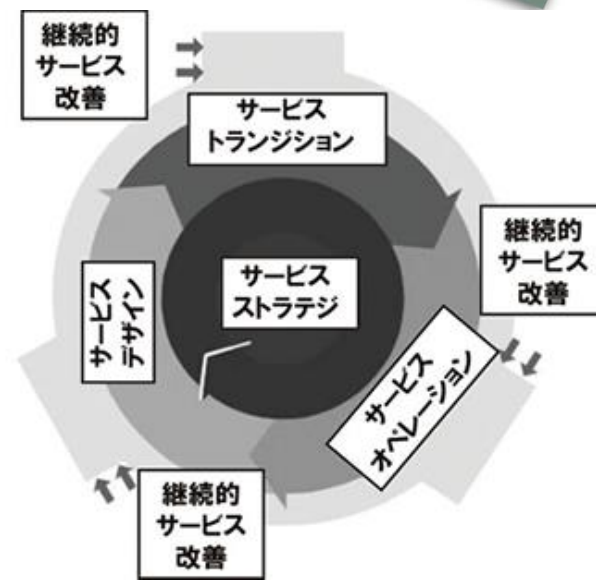 継続的
サービス
改善
サービス
トランジション
継続的
サービス
改善
サービス
ストラテジ
サービス
デザイン
サービス
オペレーション
継続的
サービス
改善